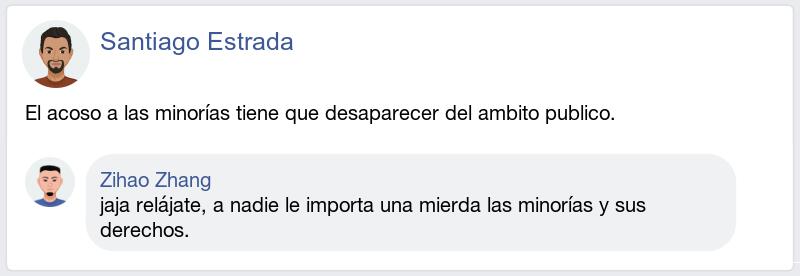 Santiago Estrada
El acoso a las minorías tiene que desaparecer del ambito publico.
Zihao Zhang
jaja relájate, a nadie le importa una mierda las minorías y sus
derechos.